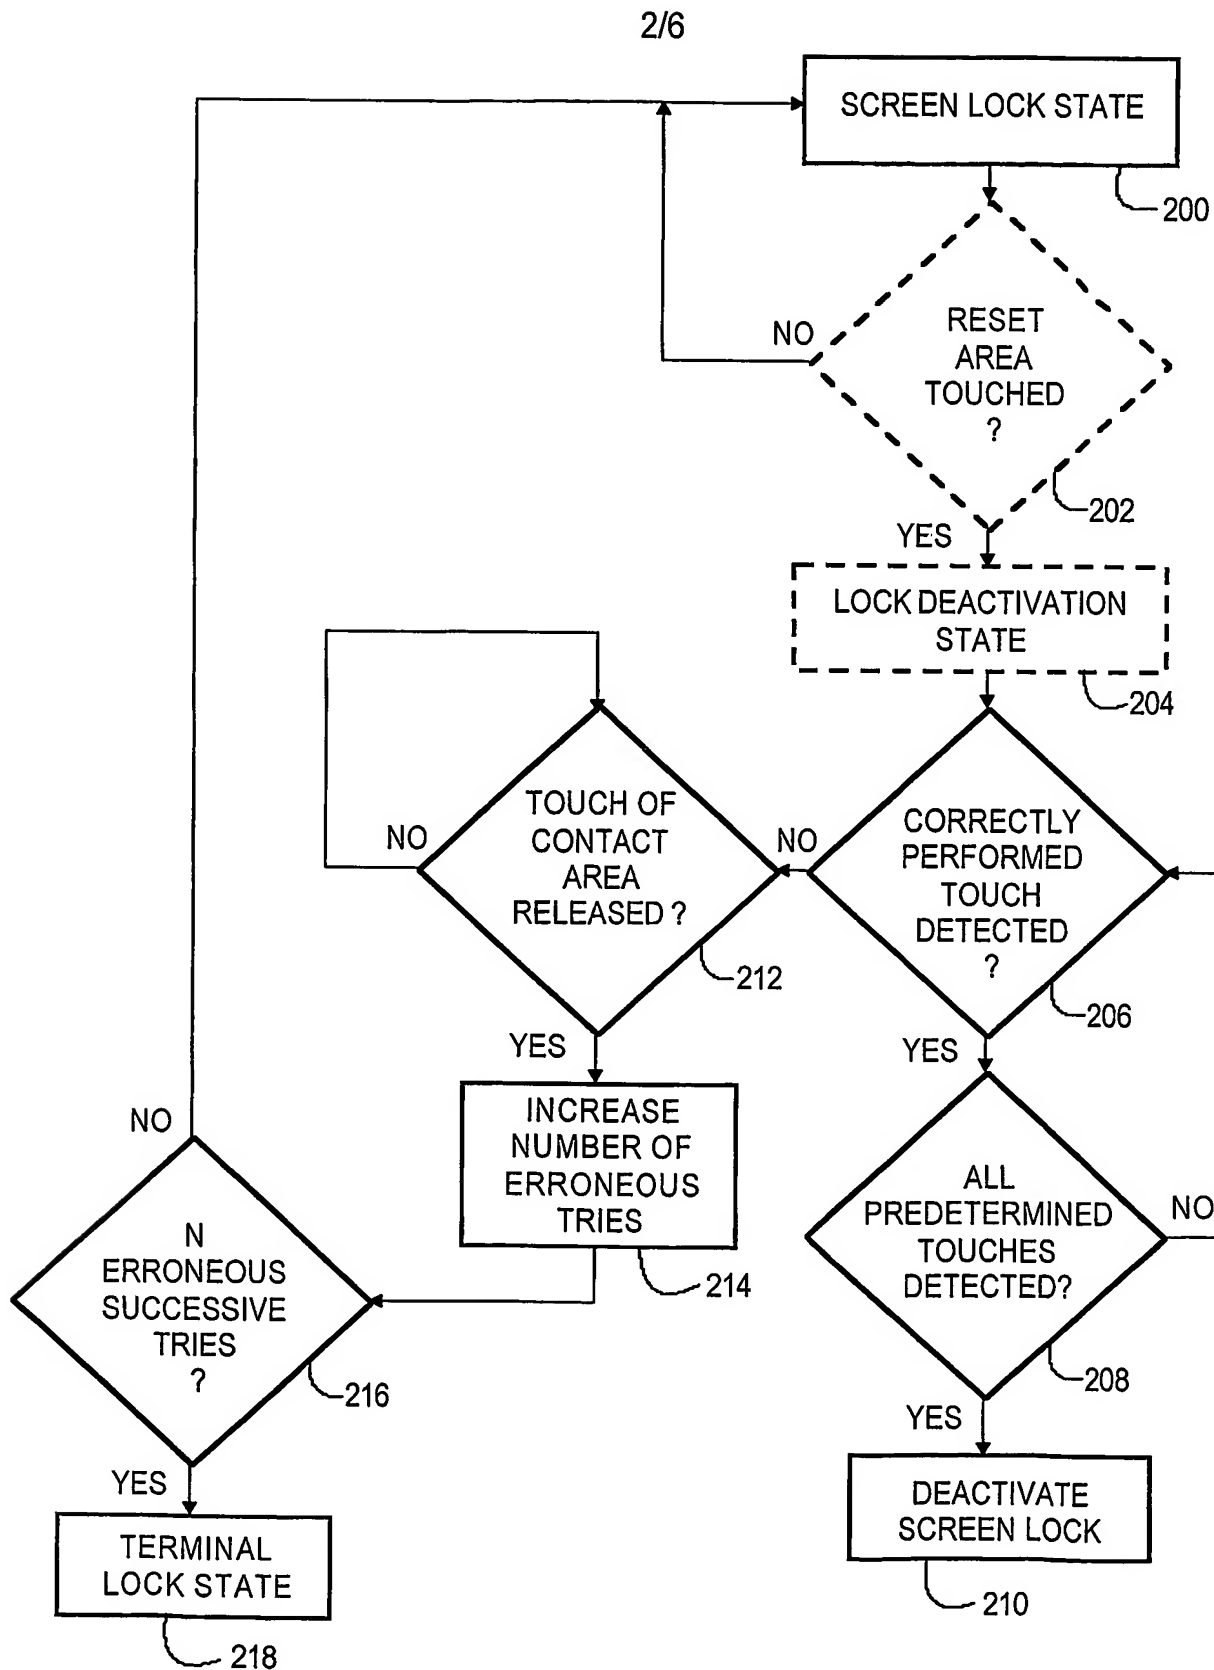 2/6
SCREEN LOCK STATE
200
RESET
AREA
TOUCHED
?
NO
202
YES
LOCK DEACTIVATION
STATE
204
CORRECTLY
PERFORMED
TOUCH
DETECTED
?
NO
206
YES
TOUCH OF
CONTACT
AREA
RELEASED ?
NO
212
YES
INCREASE
NUMBER OF
ERRONEOUS
TRIES
214
ALL
PREDETERMINED
TOUCHES
DETECTED?
NO
208
YES
DEACTIVATE
SCREEN LOCK
210
NO
N
ERRONEOUS
SUCCESSIVE
TRIES
?
216
YES
TERMINAL
LOCK STATE
218